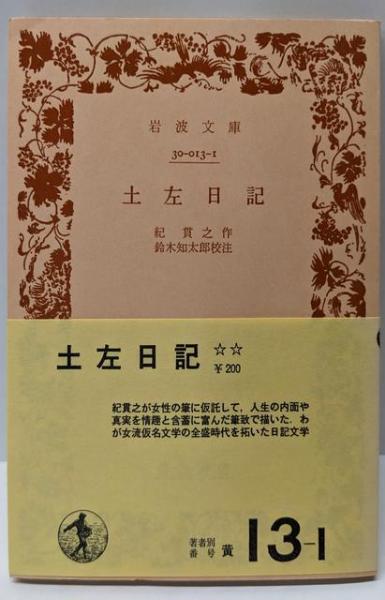 岩波文庫
30-013-1
土左日記
紀貫之作
鈴木知太郎校注
土左日記 ☆☆
￥200
紀貫之が女性の筆に仮託して，人生の内面や
真実を情趣と含蓄に富んだ筆致で描いた．わ
が女流仮名文学の全盛時代を拓いた日記文学
著者別
番号 黄 13-1